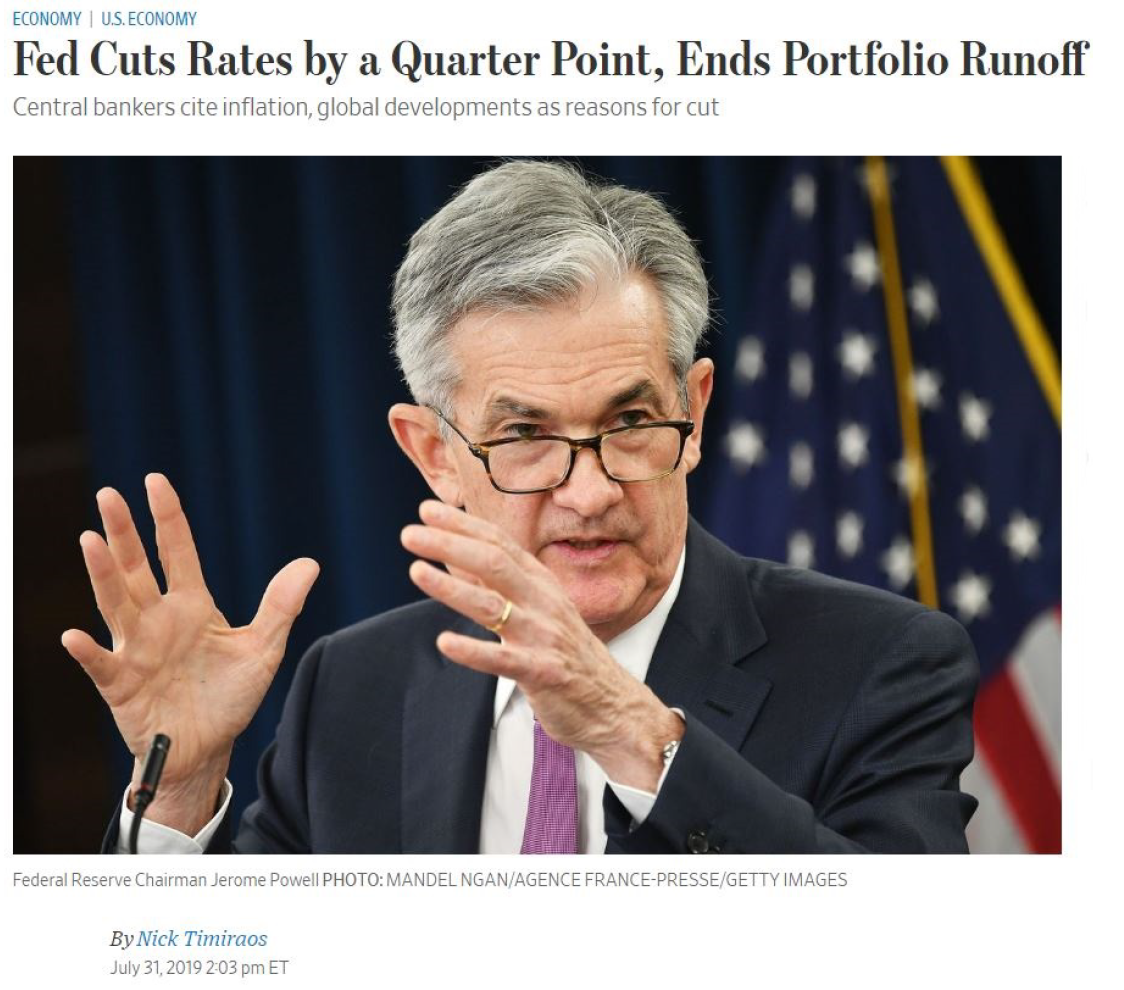 ECONOMY | U.S. ECONOMY
Fed Cuts Rates by a Quarter Point, Ends Portfolio Runoff
Central bankers cite inflation, global developments as reasons for cut
Federal Reserve Chairman Jerome Powell PHOTO: MANDEL NGAN/AGENCE FRANCE-PRESSE/GETTY IMAGES
By Nick Timiraos
July 31, 2019 2:03 pm ET